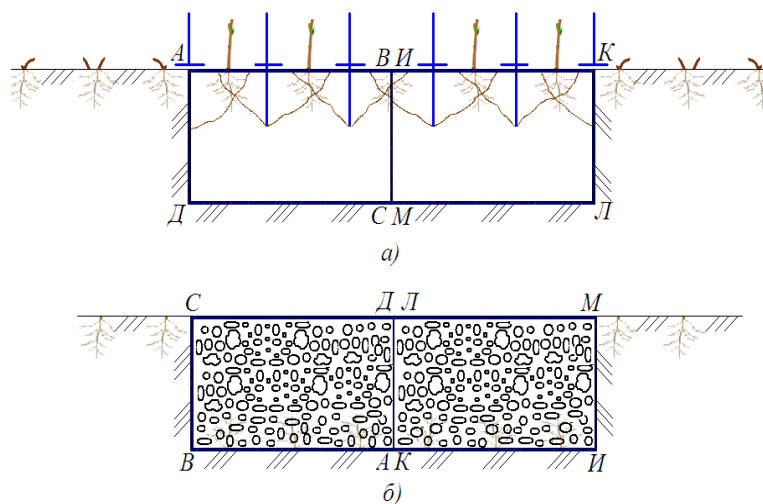 А В И К
Д С М Л
а)
С Д Л М
В А К И
б)